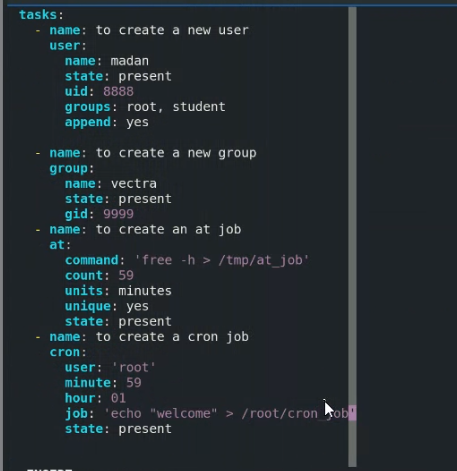 tasks:
  - name: to create a new user
    user:
      name: madan
      state: present
      uid: 8888
      groups: root, student
      append: yes

  - name: to create a new group
    group:
      name: vectra
      state: present
      gid: 9999
  - name: to create an at job
    at:
      command: 'free -h > /tmp/at_job'
      count: 59
      units: minutes
      unique: yes
      state: present
  - name: to create a cron job
    cron:
      user: 'root'
      minute: 59
      hour: 01
      job: 'echo "welcome" > /root/cron_job'
      state: present